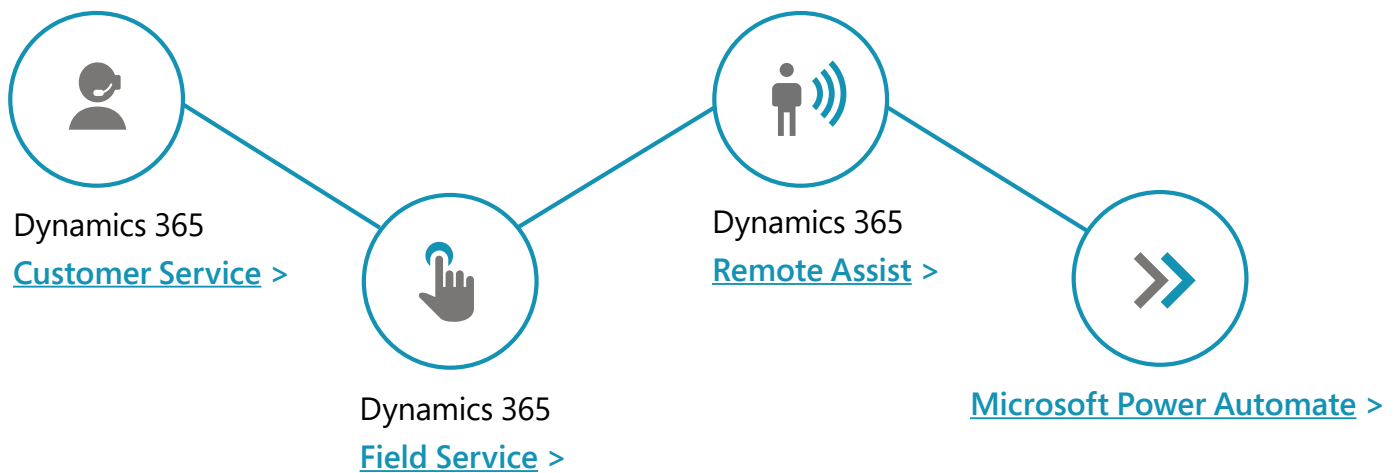 Dynamics 365
Customer Service >
Dynamics 365
Field Service >
Dynamics 365
Remote Assist >
Microsoft Power Automate >